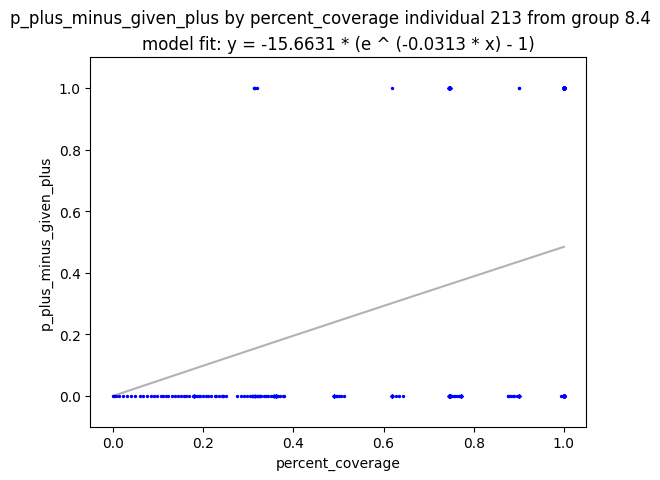 p_plus_minus_given_plus by percent_coverage individual 213 from group 8.4
model fit: y = -15.6631 * (e ^ (-0.0313 * x) - 1)
1.0
0.8
0.6
0.4
0.2
0.0
p_plus_minus_given_plus
0.0 0.2 0.4 0.6 0.8 1.0
percent_coverage